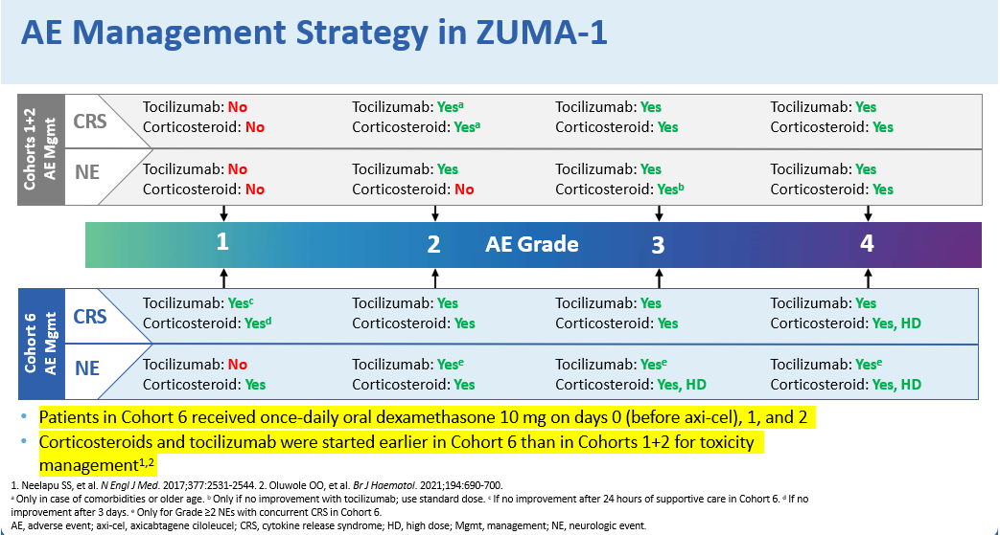 AE Management Strategy in ZUMA-1
Cohorts 1+2
AE Mgmt
CRS
Tocilizumab: No
Corticosteroid: No
Tocilizumab: Yesᵃ
Corticosteroid: Yesᵃ
Tocilizumab: Yes
Corticosteroid: Yes
Tocilizumab: Yes
Corticosteroid: Yes
NE
Tocilizumab: No
Corticosteroid: No
Tocilizumab: Yes
Corticosteroid: No
Tocilizumab: Yes
Corticosteroid: Yesᵇ
Tocilizumab: Yes
Corticosteroid: Yes
1 2 AE Grade 3 4
Cohort 6
AE Mgmt
CRS
Tocilizumab: Yesᶜ
Corticosteroid: Yesᵈ
Tocilizumab: Yes
Corticosteroid: Yes
Tocilizumab: Yes
Corticosteroid: Yes
Tocilizumab: Yes
Corticosteroid: Yes, HD
NE
Tocilizumab: No
Corticosteroid: Yes
Tocilizumab: Yesᵉ
Corticosteroid: Yes
Tocilizumab: Yesᵉ
Corticosteroid: Yes, HD
Tocilizumab: Yesᵉ
Corticosteroid: Yes, HD
• Patients in Cohort 6 received once-daily oral dexamethasone 10 mg on days 0 (before axi-cel), 1, and 2
• Corticosteroids and tocilizumab were started earlier in Cohort 6 than in Cohorts 1+2 for toxicity
management¹,²
1. Neelapu SS, et al. N Engl J Med. 2017;377:2531-2544. 2. Oluwole OO, et al. Br J Haematol. 2021;194:690-700.
ᵃ Only in case of comorbidities or older age. ᵇ Only if no improvement with tocilizumab; use standard dose. ᶜ If no improvement after 24 hours of supportive care in Cohort 6. ᵈ If no
improvement after 3 days. ᵉ Only for Grade ≥2 NEs with concurrent CRS in Cohort 6.
AE, adverse event; axi-cel, axicabtagene ciloleucel; CRS, cytokine release syndrome; HD, high dose; Mgmt, management; NE, neurologic event.